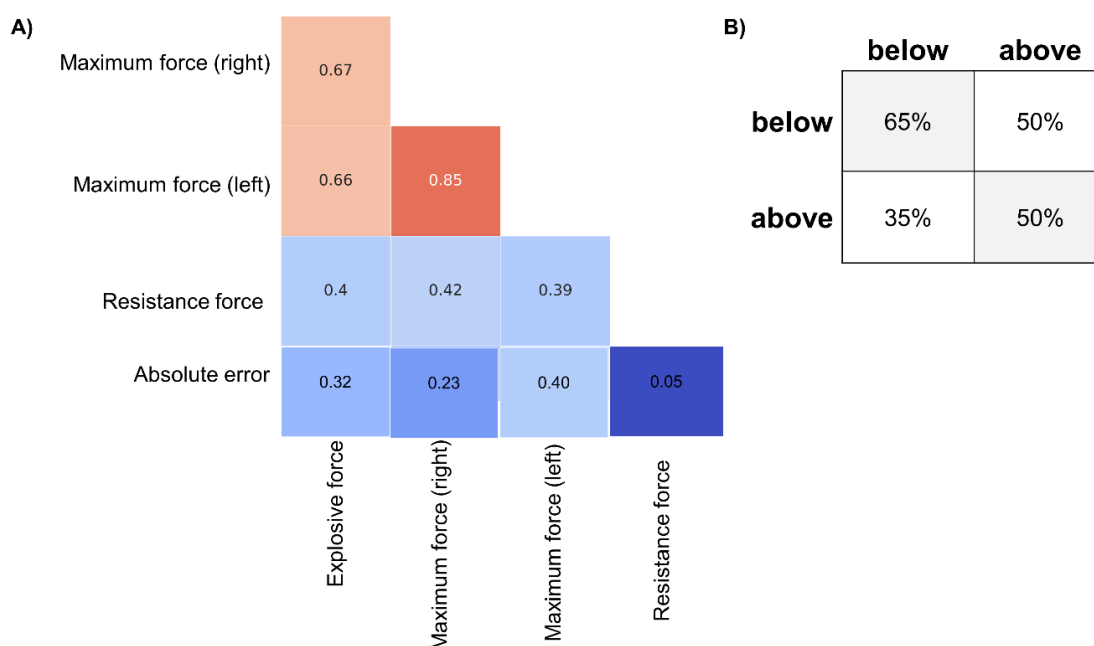 A)
Maximum force (right)
0.67
Maximum force (left)
0.66 0.85
Resistance force
0.4 0.42 0.39
Absolute error
0.32 0.23 0.40 0.05
Explosive force
Maximum force (right)
Maximum force (left)
Resistance force
B)
below above
below 65% 50%
above 35% 50%